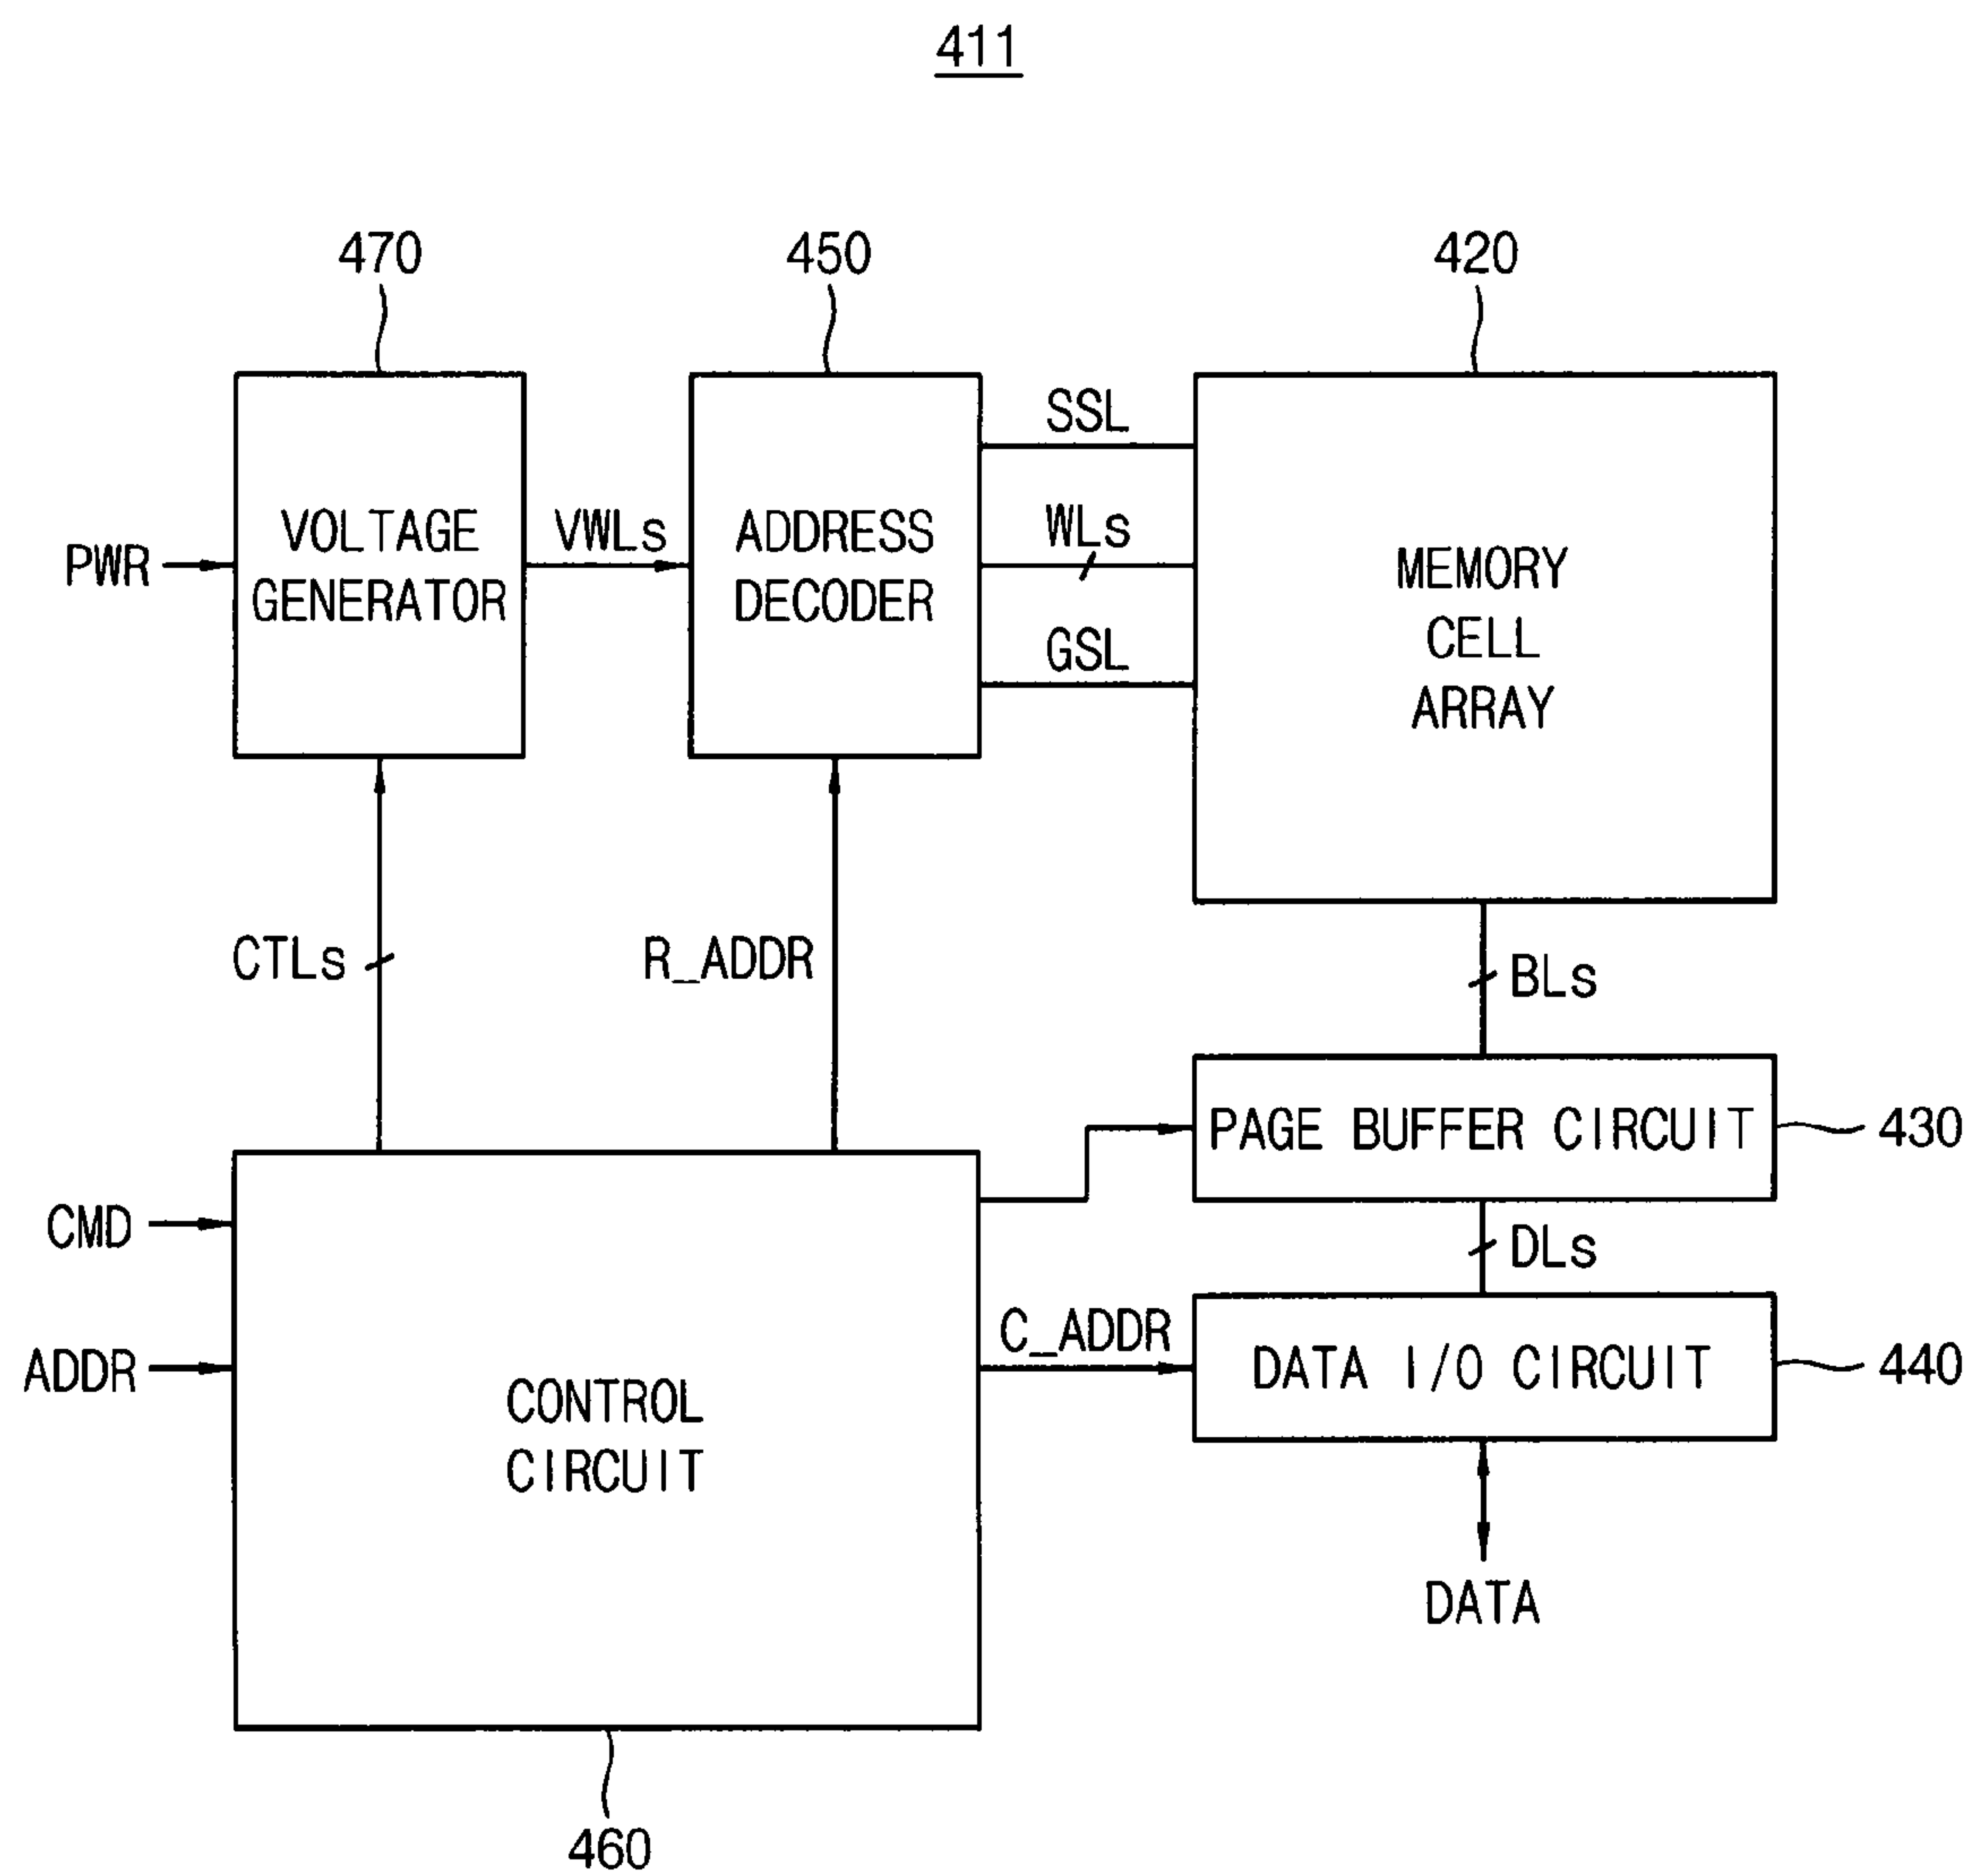 411
470
450
420
SSL
VOLTAGE
GENERATOR
VWLs
ADDRESS
DECODER
WLs
PWR
MEMORY
CELL
ARRAY
GSL
CTLs
R_ADDR
BLs
PAGE BUFFER CIRCUIT
430
CMD
DLs
C_ADDR
ADDR
DATA I/O CIRCUIT
440
CONTROL
CIRCUIT
DATA
460